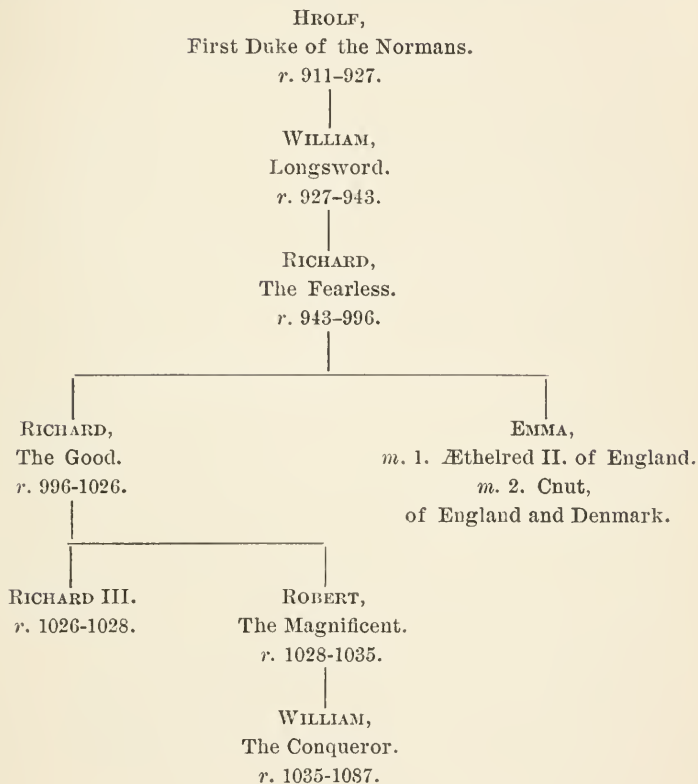 HROLF,
First Duke of the Normans.
r. 911–927.
WILLIAM,
Longsword.
r. 927–943.
RICHARD,
The Fearless.
r. 943–996.
RICHARD,
The Good.
r. 996-1026.
EMMA,
m. 1. Æthelred II. of England.
m. 2. Cnut,
of England and Denmark.
RICHARD III.
r. 1026-1028.
ROBERT,
The Magnificent.
r. 1028-1035.
WILLIAM,
The Conqueror.
r. 1035-1087.